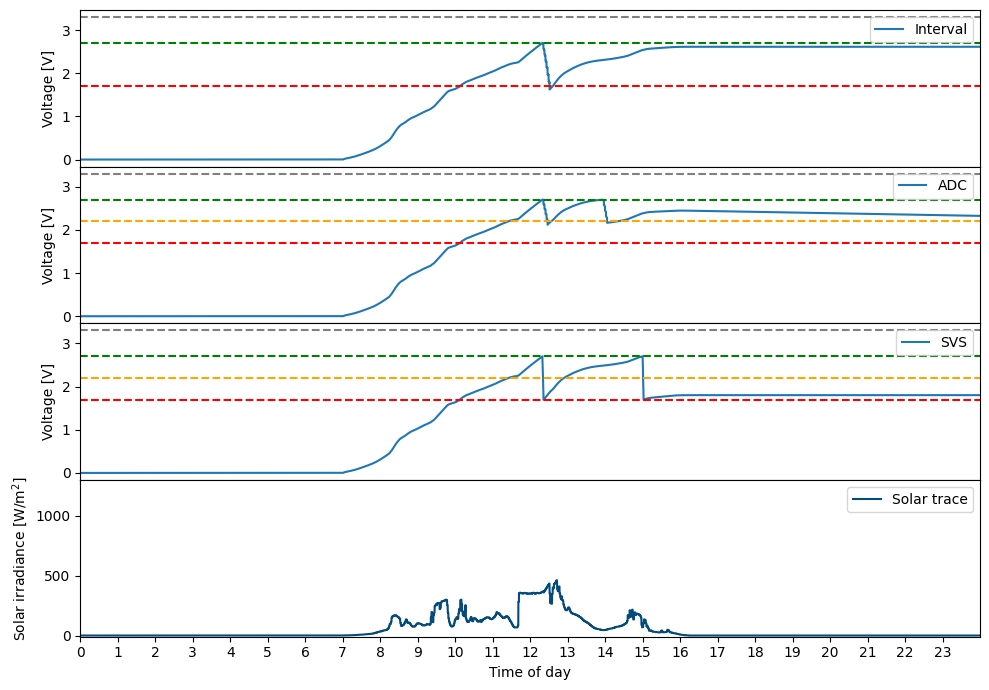 Voltage [V]
3
2
1
0
Interval
Voltage [V]
3
2
1
0
ADC
Voltage [V]
3
2
1
0
SVS
Solar irradiance [W/m²]
1000
500
0
Solar trace
0 1 2 3 4 5 6 7 8 9 10 11 12 13 14 15 16 17 18 19 20 21 22 23
Time of day